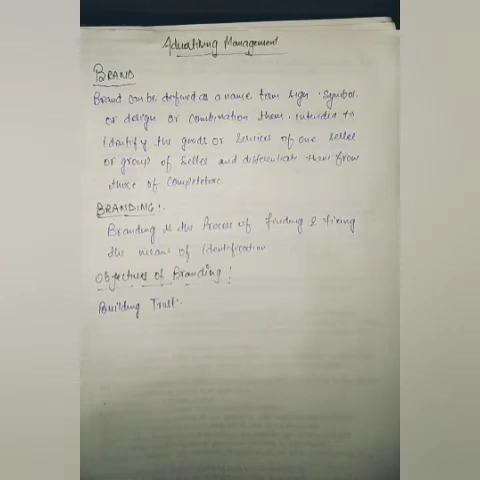 Advertising Management
BRAND
Brand can be defined as a name term sign. symbol
or design or combination them. intended to
identify the goods or services of one seller
or group of seller and differentiate them from
those of competetors
BRANDING:-
Branding is the process of finding & fixing
the means of identification
Objectives of Branding!
Building Trust.